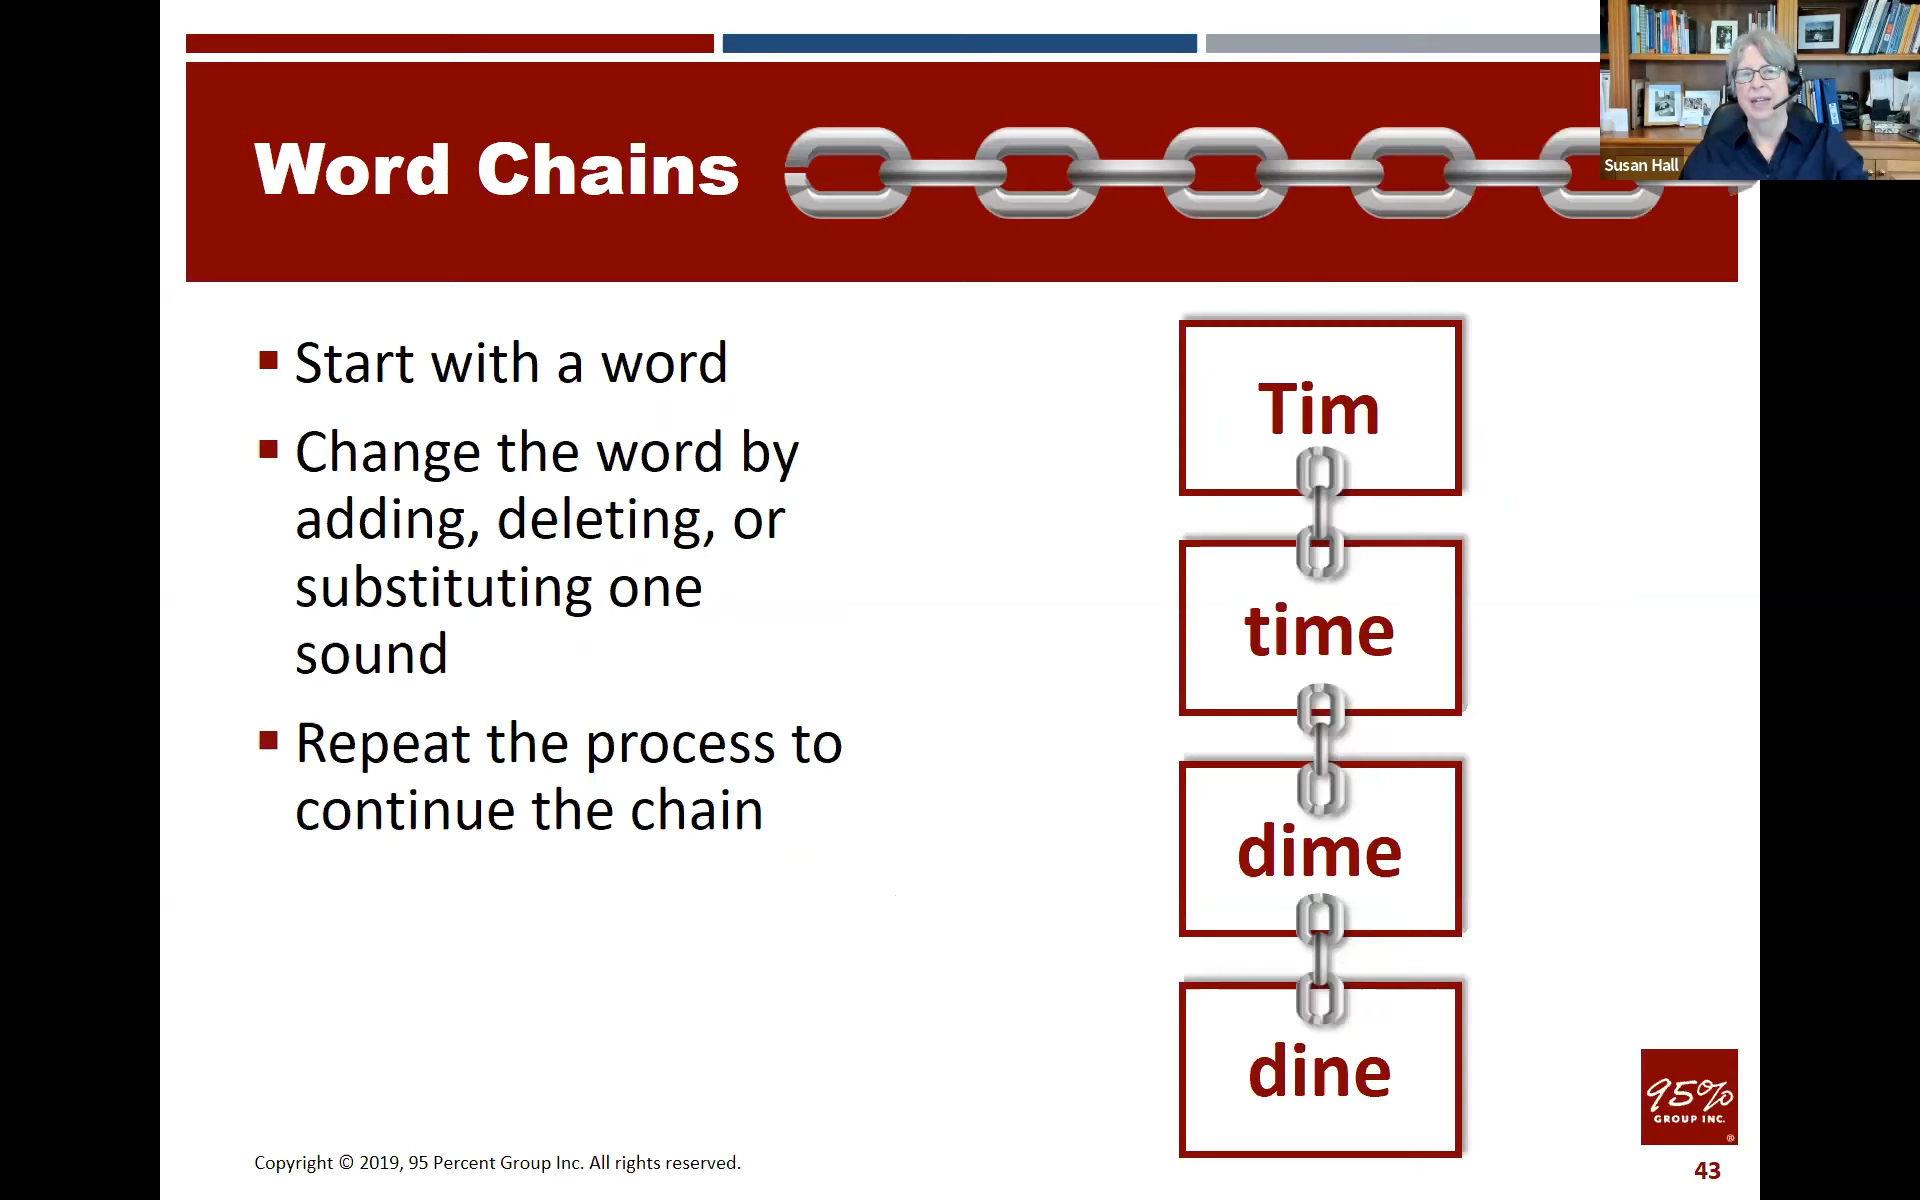 Susan Hall
Word Chains
Start with a word
Change the word by
adding, deleting, or
substituting one
sound
Repeat the process to
continue the chain
Tim
time
dime
dine
95%
GROUP INC.
®
Copyright © 2019, 95 Percent Group Inc. All rights reserved.
43